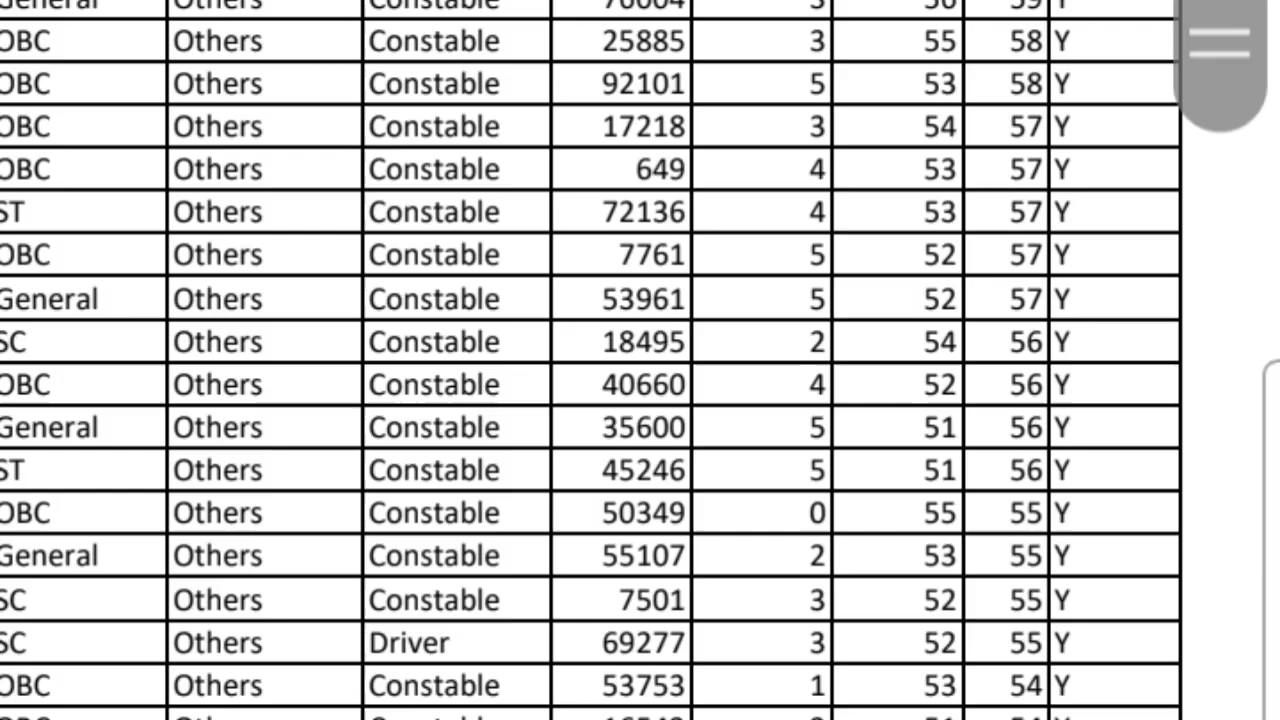 OBC Others Constable 25885 3 55 58 Y
OBC Others Constable 92101 5 53 58 Y
OBC Others Constable 17218 3 54 57 Y
OBC Others Constable 649 4 53 57 Y
ST Others Constable 72136 4 53 57 Y
OBC Others Constable 7761 5 52 57 Y
General Others Constable 53961 5 52 57 Y
SC Others Constable 18495 2 54 56 Y
OBC Others Constable 40660 4 52 56 Y
General Others Constable 35600 5 51 56 Y
ST Others Constable 45246 5 51 56 Y
OBC Others Constable 50349 0 55 55 Y
General Others Constable 55107 2 53 55 Y
SC Others Constable 7501 3 52 55 Y
SC Others Driver 69277 3 52 55 Y
OBC Others Constable 53753 1 53 54 Y